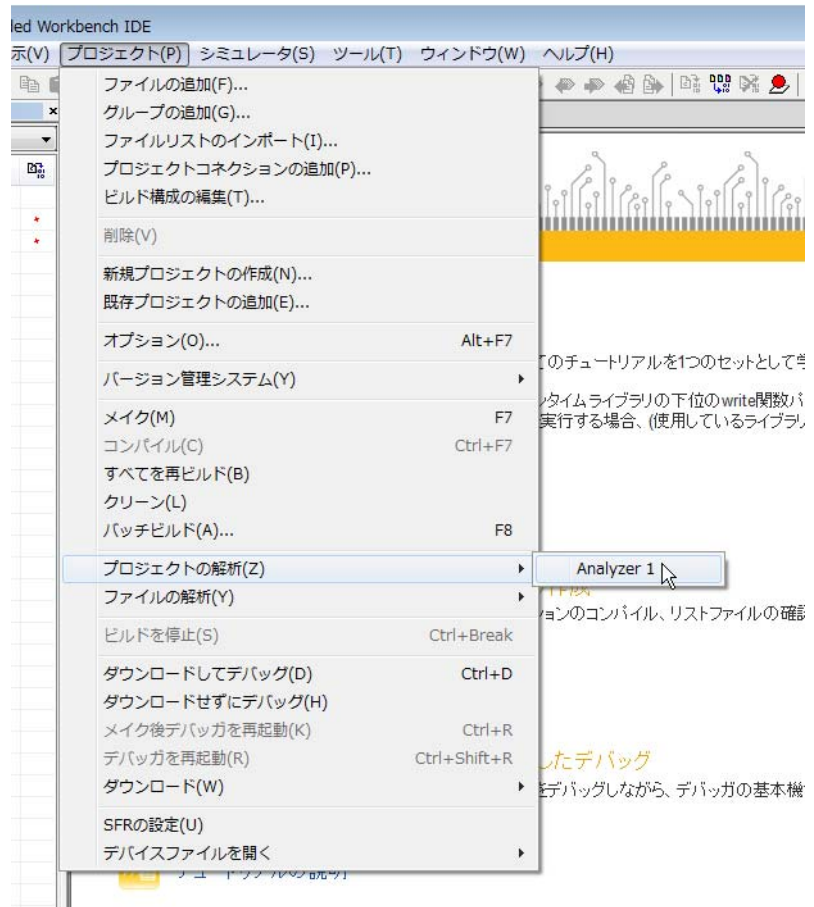 led Workbench IDE
示(V) プロジェクト(P) シミュレータ(S) ツール(T) ウィンドウ(W) ヘルプ(H)
ファイルの追加(F)...
グループの追加(G)...
ファイルリストのインポート(I)...
プロジェクトコネクションの追加(P)...
ビルド構成の編集(T)...
削除(V)
新規プロジェクトの作成(N)...
既存プロジェクトの追加(E)...
オプション(O)... Alt+F7
てのチュートリアルを1つのセットとして学
バージョン管理システム(Y)
タイムライブラリの下位のwrite関数バ
メイク(M) F7
実行する場合、(使用しているライブラリ
コンパイル(C) Ctrl+F7
すべてを再ビルド(B)
クリーン(L)
バッチビルド(A)... F8
プロジェクトの解析(Z) Analyzer 1
ファイルの解析(Y)
ションのコンパイル、リストファイルの確認
ビルドを停止(S) Ctrl+Break
ダウンロードしてデバッグ(D) Ctrl+D
ダウンロードせずにデバッグ(H)
メイク後デバッガを再起動(K) Ctrl+R
デバッガを再起動(R) Ctrl+Shift+R
したデバッグ
ダウンロード(W)
をデバッグしながら、デバッガの基本機
SFRの設定(U)
デバイスファイルを開く